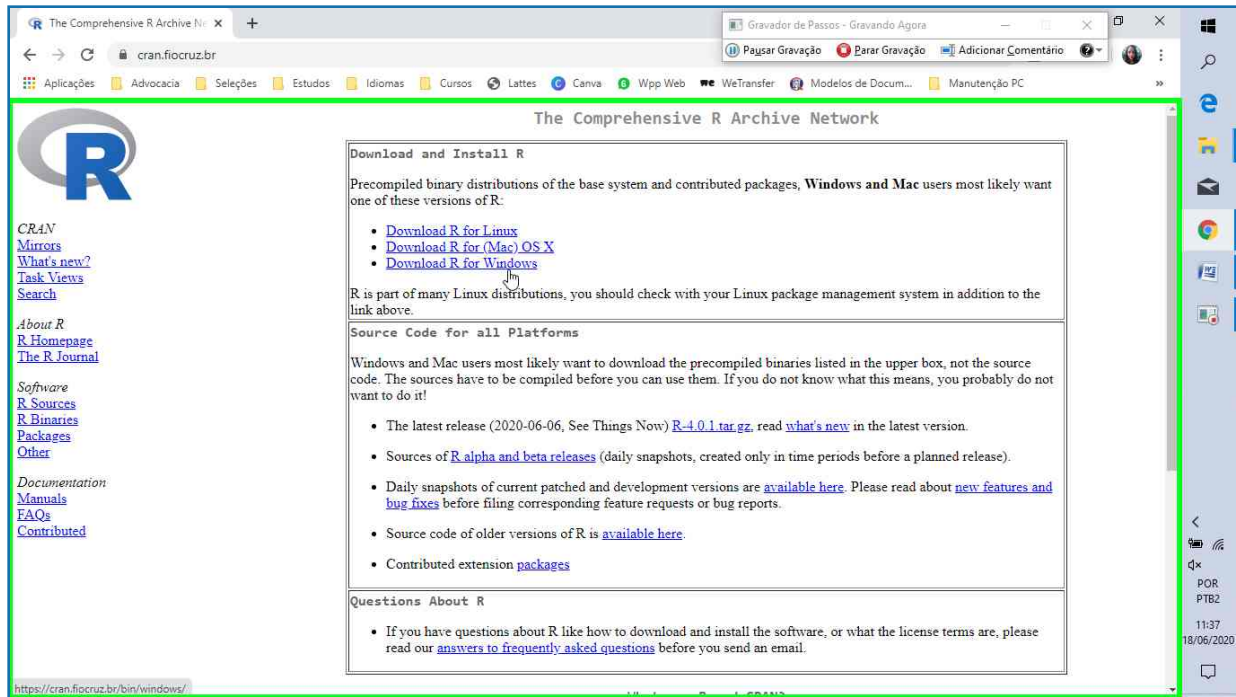 The Comprehensive R Archive Ne
Gravador de Passos - Gravando Agora
cran.fiocruz.br
Pausar Gravação Parar Gravação Adicionar Comentário
Aplicações Advocacia Seleções Estudos Idiomas Cursos Lattes Canva Wpp Web WeTransfer Modelos de Docum... Manutenção PC »
The Comprehensive R Archive Network
R
CRAN
Mirrors
What's new?
Task Views
Search
About R
R Homepage
The R Journal
Software
R Sources
R Binaries
Packages
Other
Documentation
Manuals
FAQs
Contributed
Download and Install R
Precompiled binary distributions of the base system and contributed packages, Windows and Mac users most likely want
one of these versions of R:
• Download R for Linux
• Download R for (Mac) OS X
• Download R for Windows
R is part of many Linux distributions, you should check with your Linux package management system in addition to the
link above.
Source Code for all Platforms
Windows and Mac users most likely want to download the precompiled binaries listed in the upper box, not the source
code. The sources have to be compiled before you can use them. If you do not know what this means, you probably do not
want to do it!
• The latest release (2020-06-06, See Things Now) R-4.0.1.tar.gz, read what's new in the latest version.
• Sources of R alpha and beta releases (daily snapshots, created only in time periods before a planned release).
• Daily snapshots of current patched and development versions are available here. Please read about new features and
bug fixes before filing corresponding feature requests or bug reports.
• Source code of older versions of R is available here.
• Contributed extension packages
Questions About R
• If you have questions about R like how to download and install the software, or what the license terms are, please
read our answers to frequently asked questions before you send an email.
https://cran.fiocruz.br/bin/windows/
POR
PTB2
11:37
18/06/2020